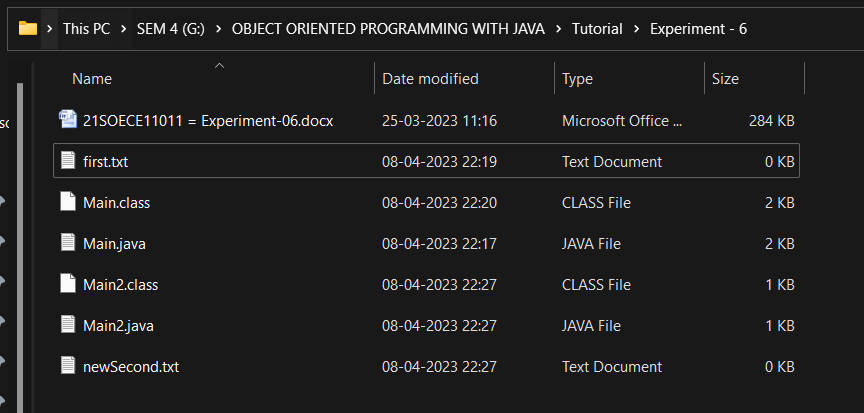 This PC > SEM 4 (G:) > OBJECT ORIENTED PROGRAMMING WITH JAVA > Tutorial > Experiment - 6
Name Date modified Type Size
21SOECE11011 = Experiment-06.docx 25-03-2023 11:16 Microsoft Office ... 284 KB
first.txt 08-04-2023 22:19 Text Document 0 KB
Main.class 08-04-2023 22:20 CLASS File 2 KB
Main.java 08-04-2023 22:17 JAVA File 2 KB
Main2.class 08-04-2023 22:27 CLASS File 1 KB
Main2.java 08-04-2023 22:27 JAVA File 1 KB
newSecond.txt 08-04-2023 22:27 Text Document 0 KB